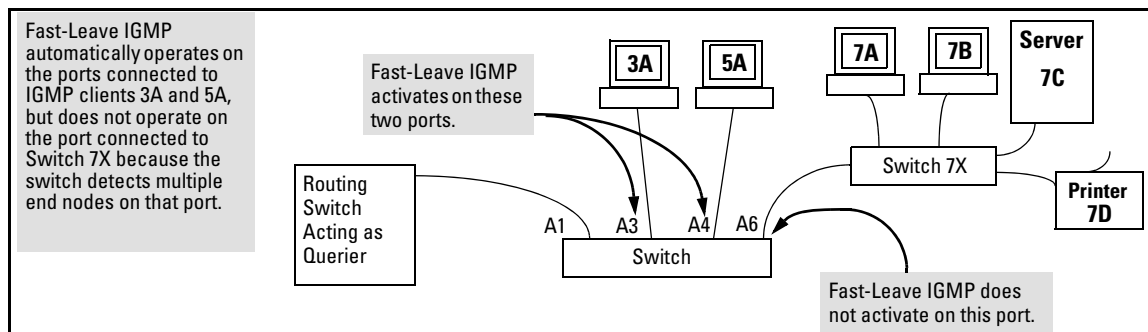 Fast-Leave IGMP
automatically operates on
the ports connected to
IGMP clients 3A and 5A,
but does not operate on
the port connected to
Switch 7X because the
switch detects multiple
end nodes on that port.
Fast-Leave IGMP
activates on these
two ports.
3A
5A
7A
7B
Server
7C
Switch 7X
Printer
7D
Routing
Switch
Acting as
Querier
A1
A3
A4
A6
Switch
Fast-Leave IGMP does
not activate on this port.